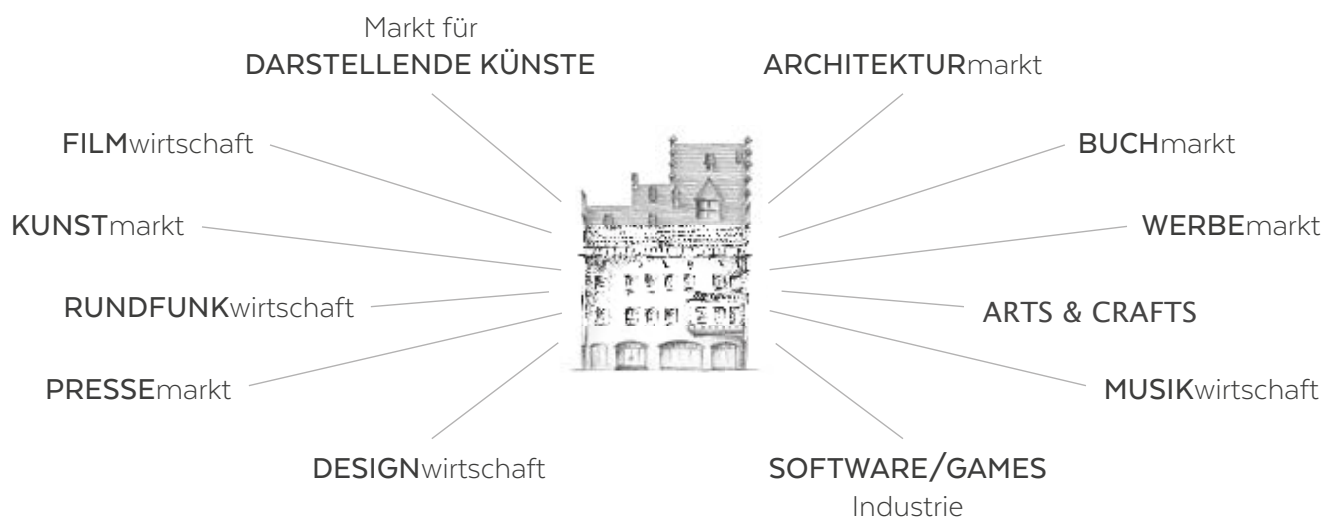 Markt für
DARSTELLENDE KÜNSTE
ARCHITEKTURmarkt
FILMwirtschaft
BUCHmarkt
KUNSTmarkt
WERBEmarkt
RUNDFUNKwirtschaft
ARTS & CRAFTS
PRESSEmarkt
MUSIKwirtschaft
DESIGNwirtschaft
SOFTWARE/GAMES
Industrie